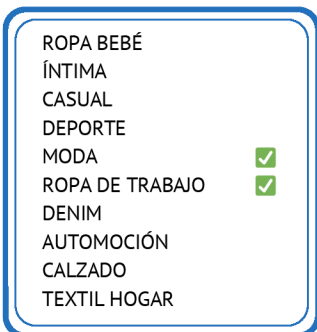 ROPA BEBÉ
ÍNTIMA
CASUAL
DEPORTE
MODA ✅
ROPA DE TRABAJO ✅
DENIM
AUTOMOCIÓN
CALZADO
TEXTIL HOGAR